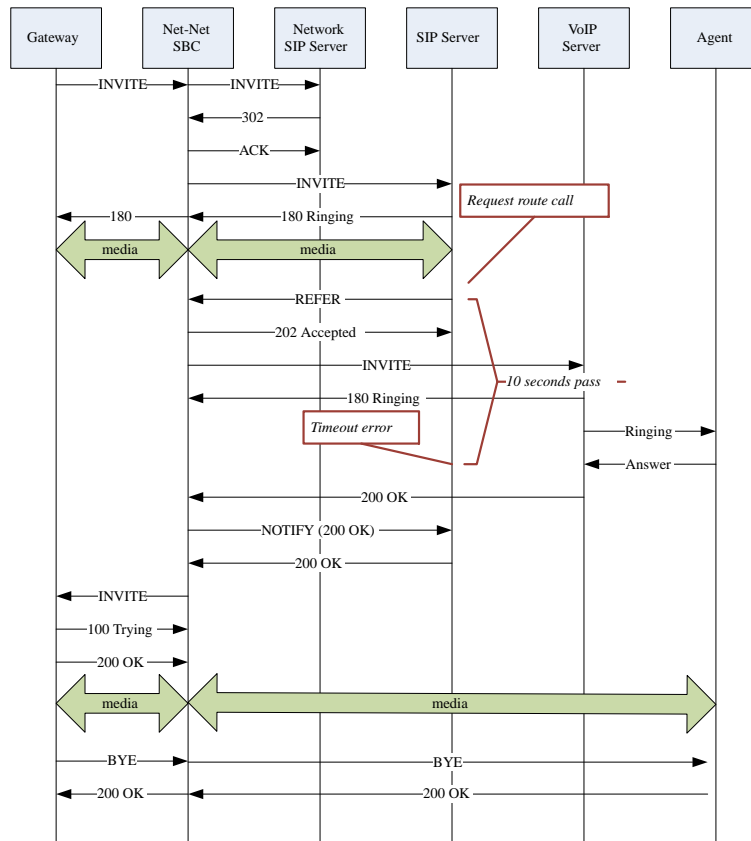 Gateway
Net-Net
SBC
Network
SIP Server
SIP Server
VoIP
Server
Agent
INVITE
INVITE
302
ACK
INVITE
Request route call
180
180 Ringing
media
media
REFER
202 Accepted
INVITE
10 seconds pass
180 Ringing
Timeout error
Ringing
Answer
200 OK
NOTIFY (200 OK)
200 OK
INVITE
100 Trying
200 OK
media
media
BYE
BYE
200 OK
200 OK